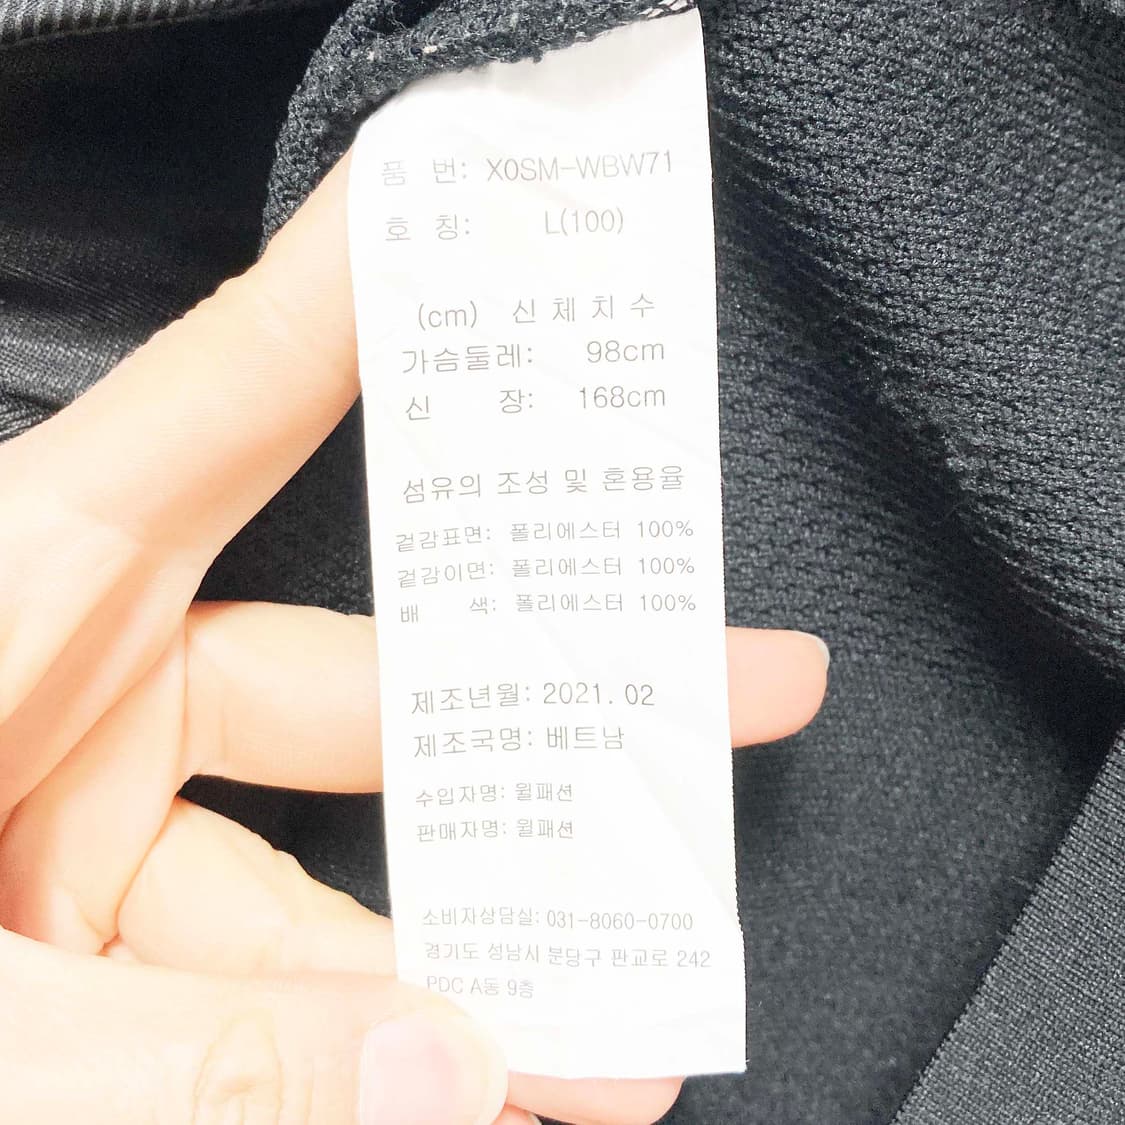 품 번: X0SM-WBW71
호 칭: L(100)
(cm) 신 체 치 수
가슴둘레: 98cm
신 장: 168cm
섬유의 조성 및 혼용율
겉감표면: 폴리에스터 100%
겉감이면: 폴리에스터 100%
배 색: 폴리에스터 100%
제조년월: 2021. 02
제조국명: 베트남
수입자명: 월패션
판매자명: 월패션
소비자상담실: 031-8060-0700
경기도 성남시 분당구 판교로 242
PDC A동 9층